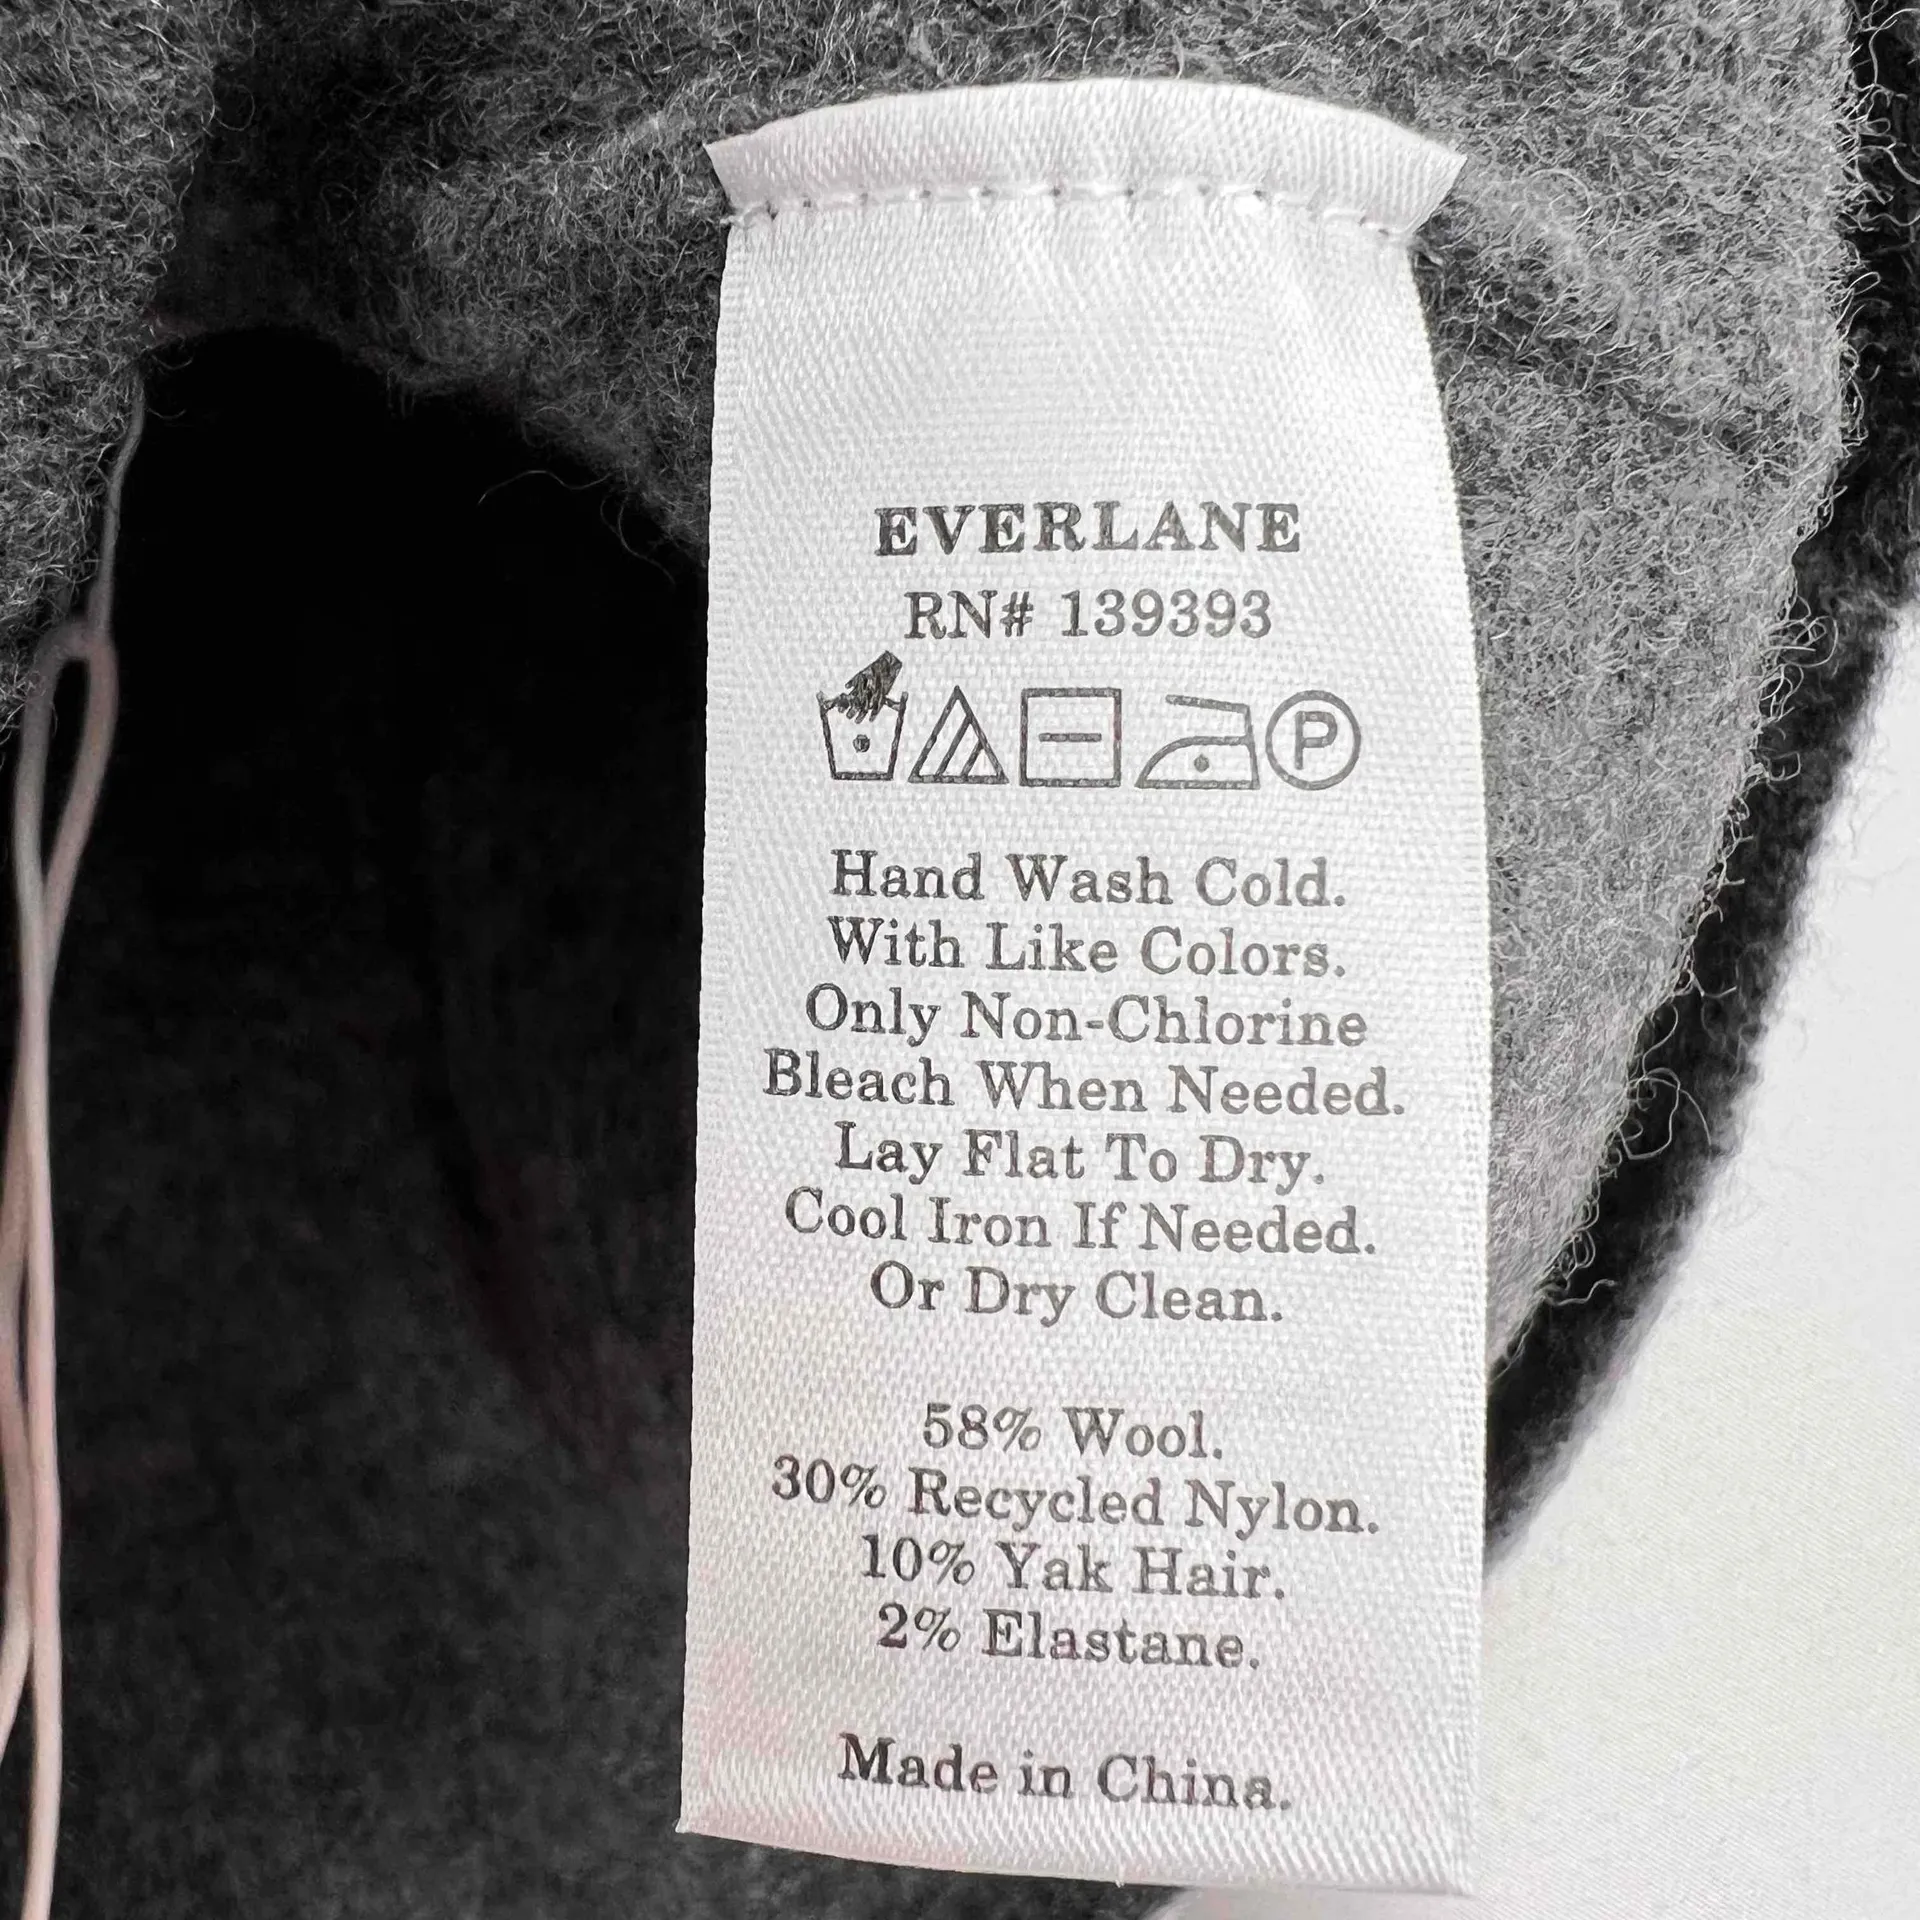 EVERLANE
RN# 139393
P
Hand Wash Cold.
With Like Colors.
Only Non-Chlorine
Bleach When Needed.
Lay Flat To Dry.
Cool Iron If Needed.
Or Dry Clean.
58% Wool.
30% Recycled Nylon.
10% Yak Hair.
2% Elastane.
Made in China.